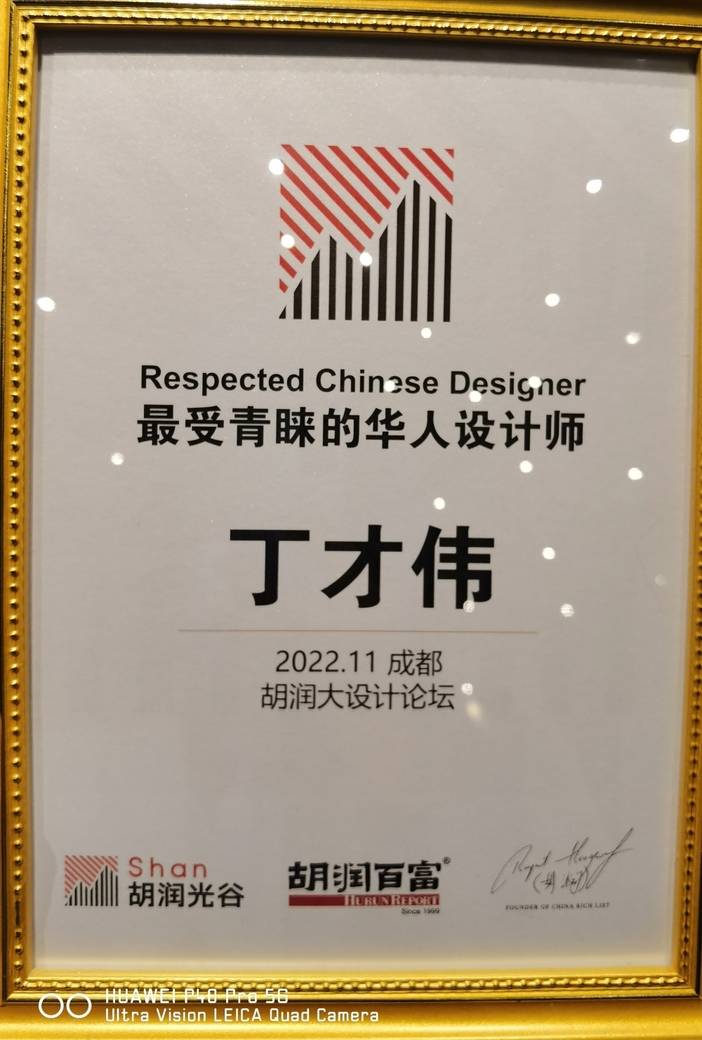 Respected Chinese Designer
最受青睐的华人设计师
丁才伟
2022.11 成都
胡润大设计论坛
Shan
胡润光谷
胡润百富®
HURUN REPORT
Since 1999
FOUNDER OF CHINA RICH LIST
HUAWEI P40 Pro 5G
Ultra Vision LEICA Quad Camera